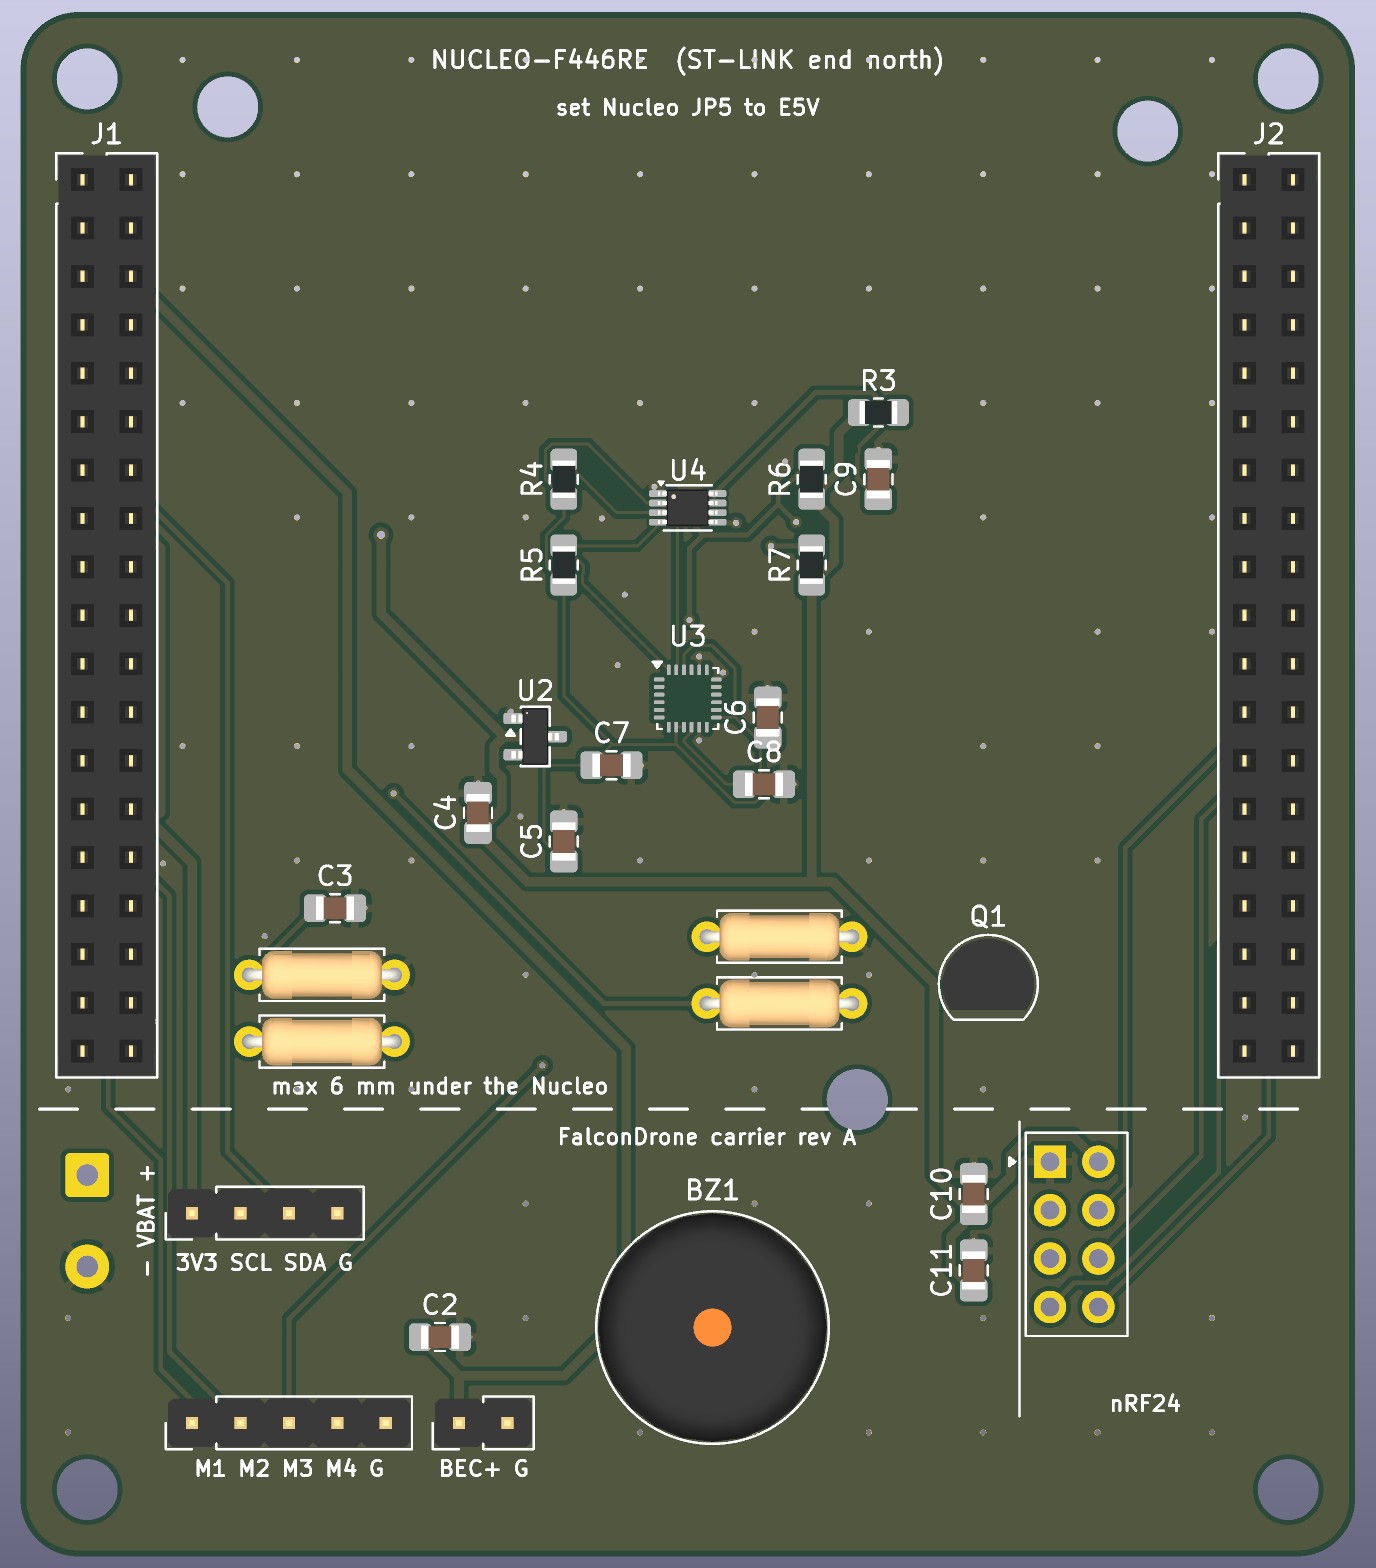 NUCLEO-F446RE (ST-LINK end north)
set Nucleo JP5 to E5V
J1
J2
R3
R4
U4
R6
C9
R5
R7
U3
U2
C6
C7
C8
C4
C5
C3
Q1
max 6 mm under the Nucleo
FalconDrone carrier rev A
- VBAT +
BZ1
C10
3V3 SCL SDA G
C11
C2
nRF24
M1 M2 M3 M4 G
BEC+ G